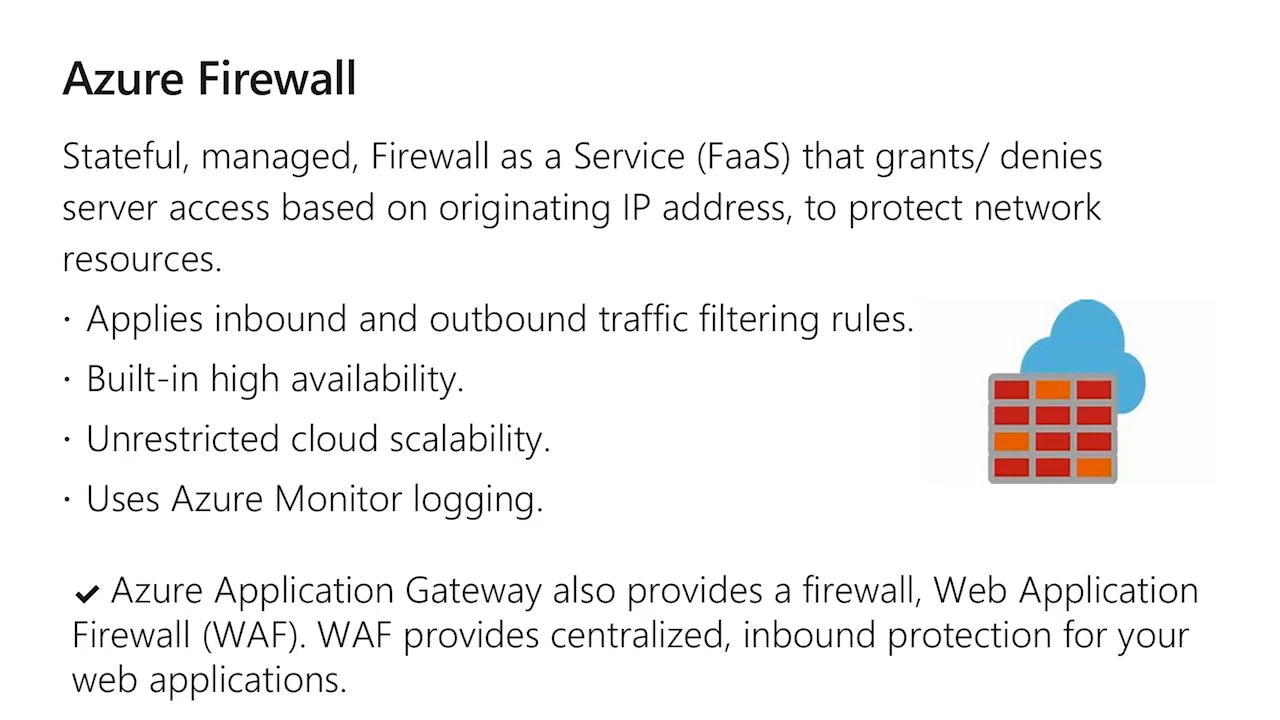 Azure Firewall
Stateful, managed, Firewall as a Service (FaaS) that grants/ denies
server access based on originating IP address, to protect network
resources.
· Applies inbound and outbound traffic filtering rules.
· Built-in high availability.
· Unrestricted cloud scalability.
· Uses Azure Monitor logging.
✔ Azure Application Gateway also provides a firewall, Web Application
Firewall (WAF). WAF provides centralized, inbound protection for your
web applications.